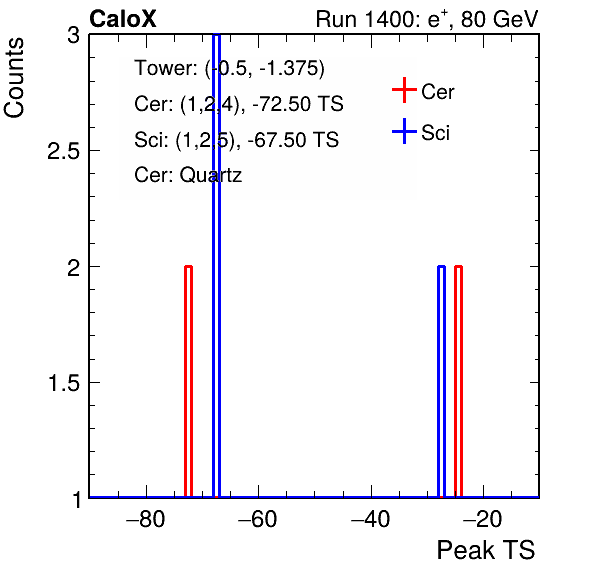 CaloX Run 1400: e⁺, 80 GeV
Counts
Tower: (-0.5, -1.375)
Cer: (1,2,4), -72.50 TS
Sci: (1,2,5), -67.50 TS
Cer: Quartz
Cer
Sci
3
2.5
2
1.5
1
−80 −60 −40 −20
Peak TS